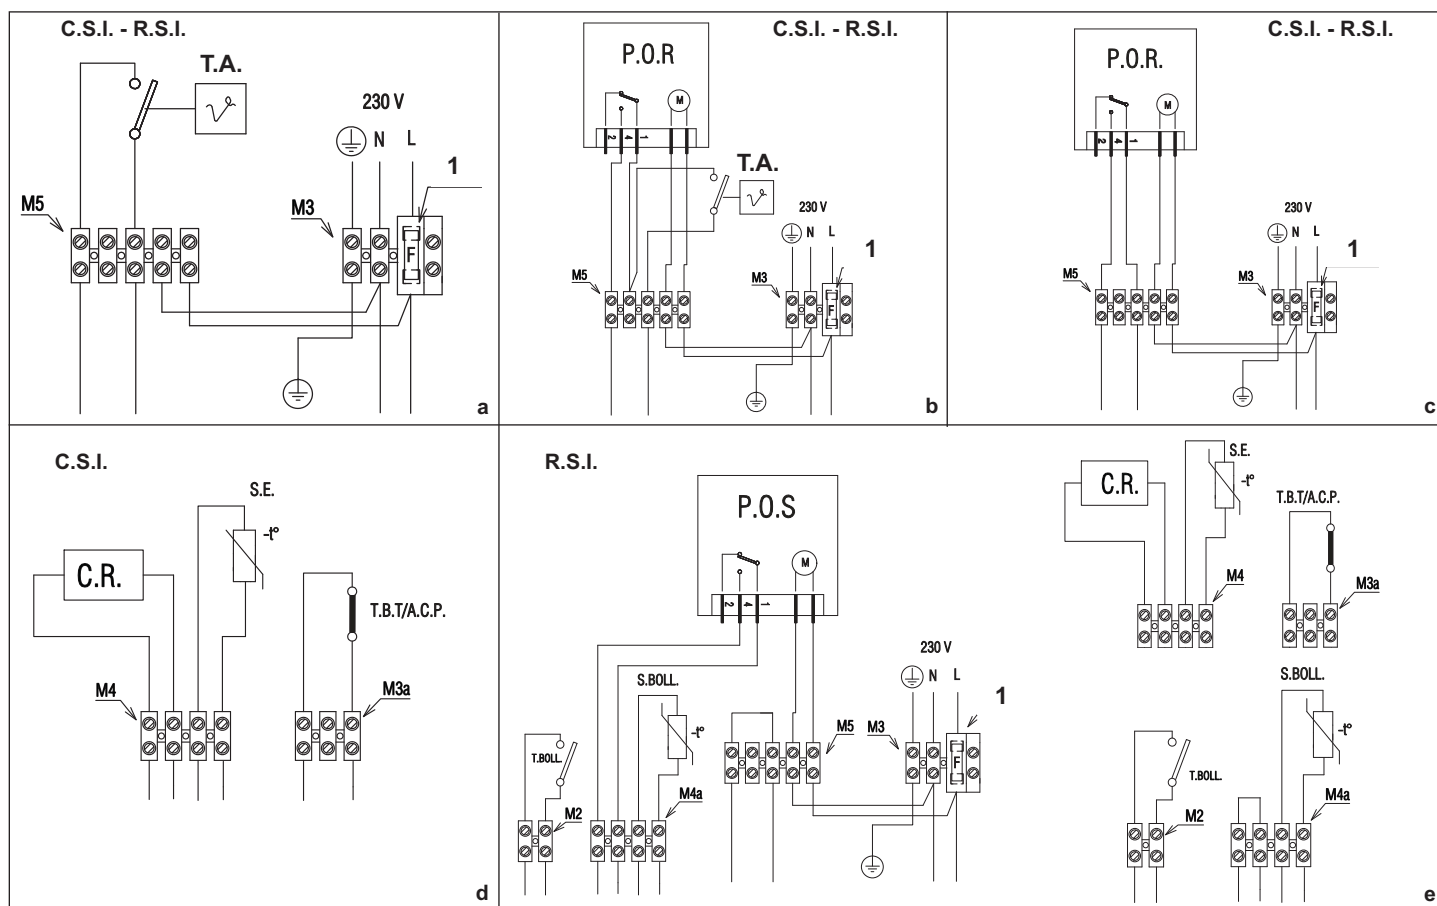 C.S.I. - R.S.I.
T.A.
230 V
N L
1
M5
M3
F
a
C.S.I. - R.S.I.
P.O.R
M
2 4 1
T.A.
230 V
N L
1
M5
M3
F
b
C.S.I. - R.S.I.
P.O.R.
M
2 4 1
230 V
N L
1
M5
M3
F
c
C.S.I.
S.E.
-t°
C.R.
T.B.T/A.C.P.
M4
M3a
d
R.S.I.
P.O.S
M
2 4 1
230 V
N L
1
S.BOLL.
-t°
T.BOLL.
M5
M3
F
M4a
M2
S.E.
C.R.
-t°
T.B.T/A.C.P.
M4
M3a
S.BOLL.
-t°
T.BOLL.
M4a
M2
e